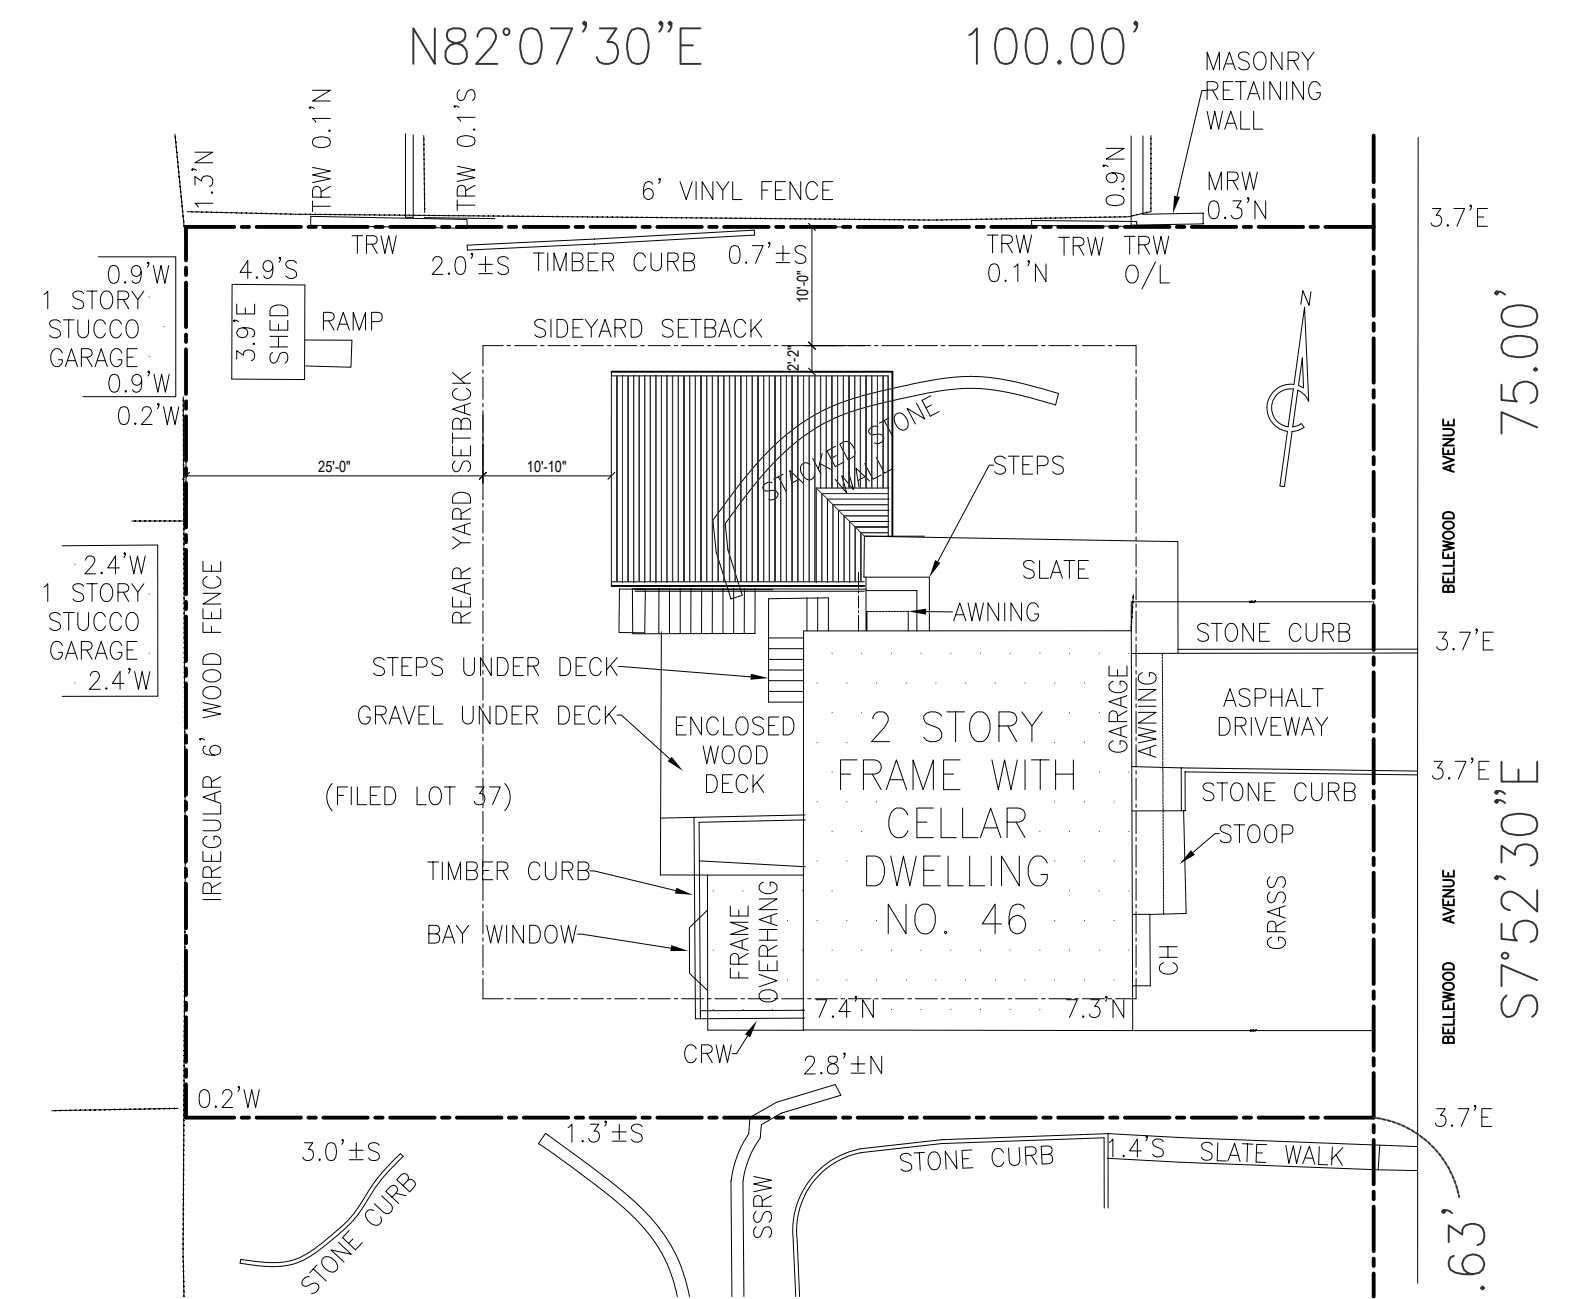 N82°07'30"E 100.00'
MASONRY
RETAINING
WALL
1.3'N
TRW 0.1'N
TRW 0.1'S
6' VINYL FENCE
0.9'N
MRW
0.3'N
3.7'E
TRW
2.0'±S
TIMBER CURB
0.7'±S
TRW
0.1'N
TRW
TRW
O/L
10'-0"
0.9'W
1 STORY
STUCCO
GARAGE
0.9'W
0.2'W
4.9'S
3.9'E
SHED
RAMP
SIDEYARD SETBACK
2'-2"
N
75.00'
REAR YARD SETBACK
25'-0"
10'-10"
STACKED STONE
WALL
STEPS
BELLEWOOD AVENUE
2.4'W
1 STORY
STUCCO
GARAGE
2.4'W
IRREGULAR 6' WOOD FENCE
SLATE
AWNING
STONE CURB
3.7'E
STEPS UNDER DECK
GRAVEL UNDER DECK
ENCLOSED
WOOD
DECK
2 STORY
FRAME WITH
CELLAR
DWELLING
NO. 46
GARAGE
AWNING
ASPHALT
DRIVEWAY
3.7'E
STONE CURB
(FILED LOT 37)
STOOP
TIMBER CURB
BAY WINDOW
FRAME
OVERHANG
CH
GRASS
BELLEWOOD AVENUE
S7°52'30"E
7.4'N
7.3'N
CRW
2.8'±N
0.2'W
3.7'E
3.0'±S
STONE CURB
1.3'±S
SSRW
STONE CURB
1.4'S
SLATE WALK
.63'